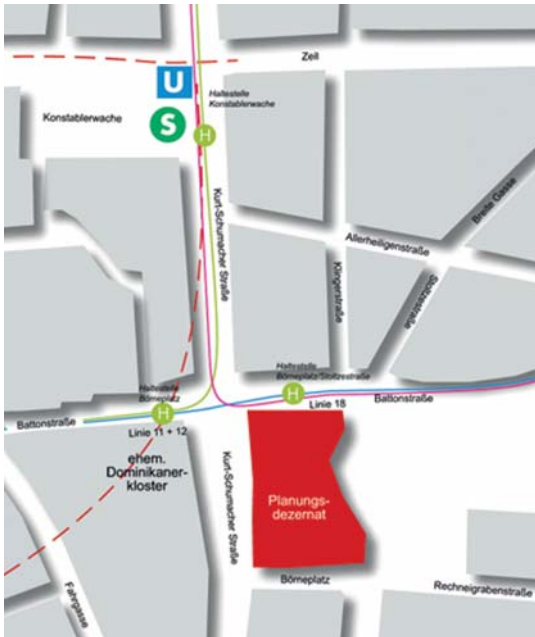 Zeil
U
Haltestelle
Konstablerwache
Konstablerwache
S
H
Kurt-Schumacher Straße
Breite Gasse
Allerheiligenstraße
Klingerstraße
Stoltzestraße
Haltestelle
Börneplatz/Stoltzestraße
Haltestelle
Börneplatz
H
H
Battonstraße
Linie 18
Battonstraße
Linie 11 + 12
ehem.
Dominikaner-
kloster
Kurt-Schumacher Straße
Planungs-
dezernat
Fahrgasse
Börneplatz
Rechneigrabenstraße